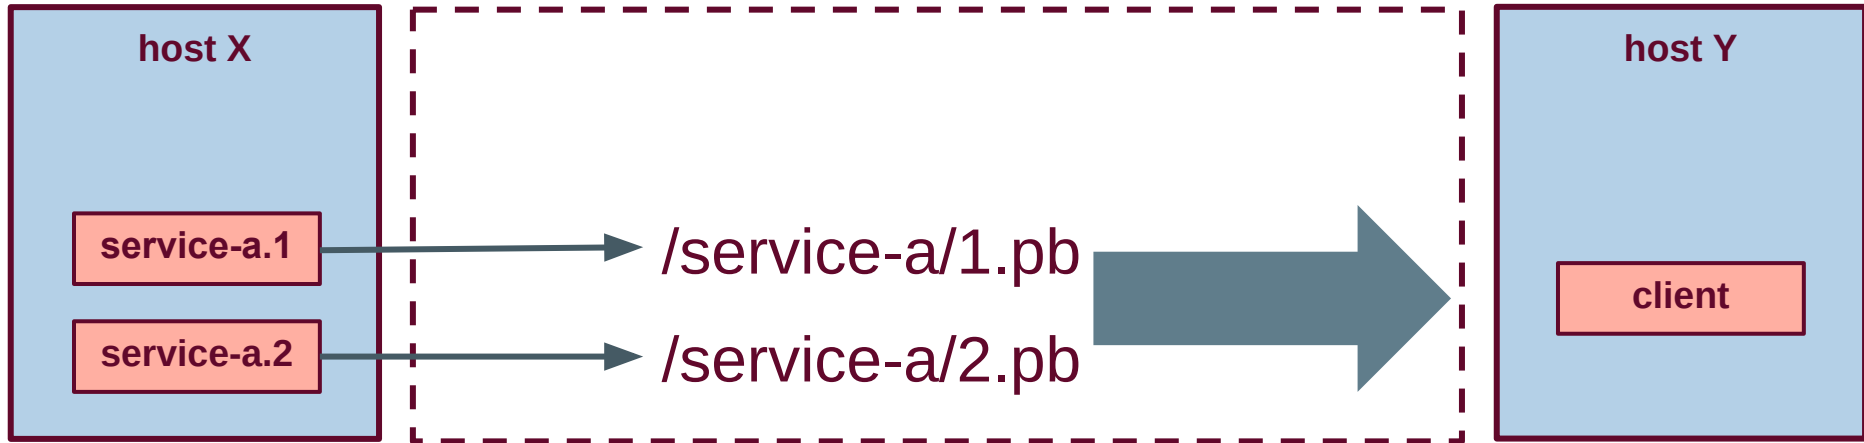 host X
service-a.1
service-a.2
/service-a/1.pb
/service-a/2.pb
host Y
client